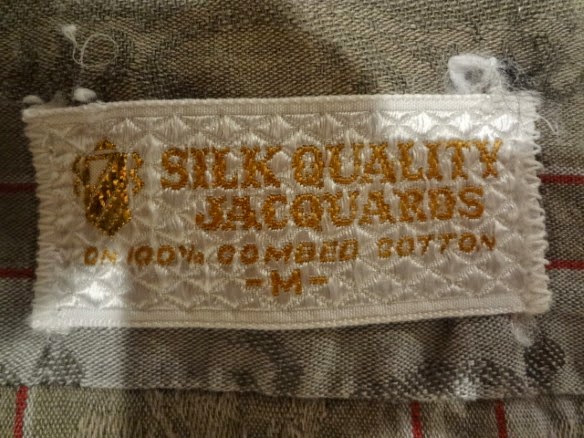 SILK QUALITY
JACQUARDS
ON 100% COMBED COTTON
-M-